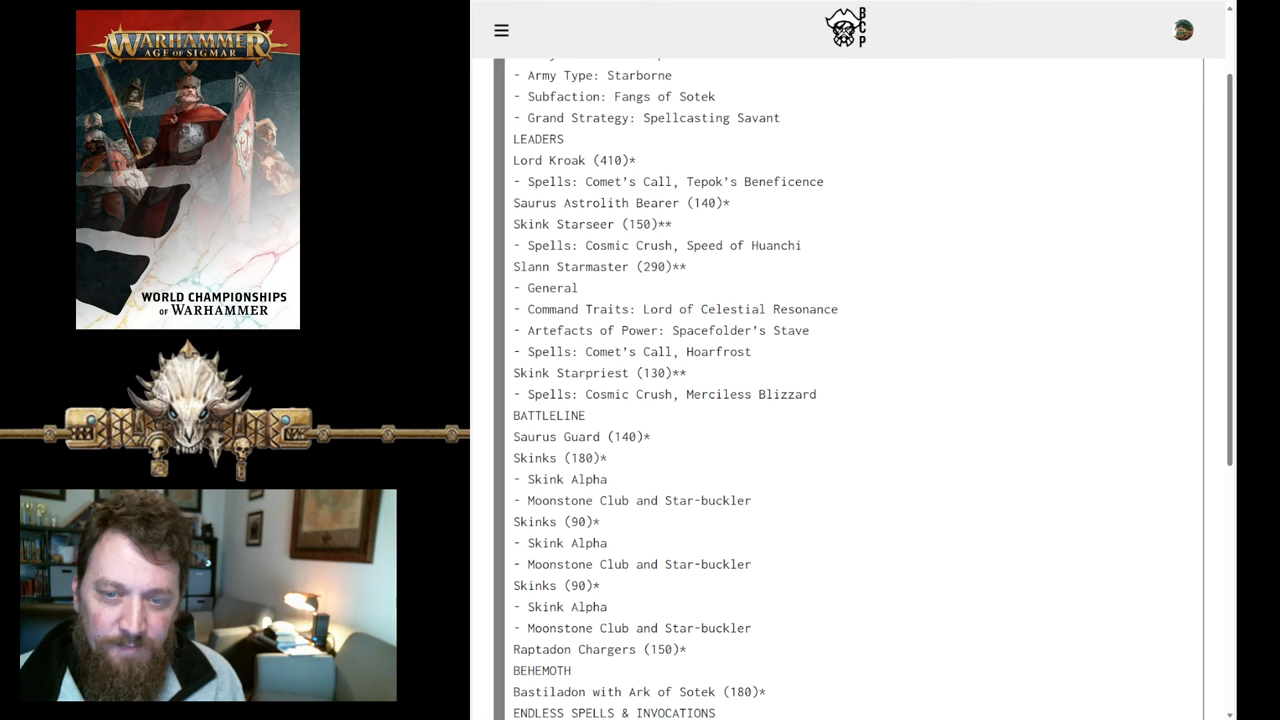 WARHAMMER
AGE OF SIGMAR
WORLD CHAMPIONSHIPS
OF WARHAMMER
BCP
- Army Type: Starborne
- Subfaction: Fangs of Sotek
- Grand Strategy: Spellcasting Savant
LEADERS
Lord Kroak (410)*
- Spells: Comet's Call, Tepok's Beneficence
Saurus Astrolith Bearer (140)*
Skink Starseer (150)**
- Spells: Cosmic Crush, Speed of Huanchi
Slann Starmaster (290)**
- General
- Command Traits: Lord of Celestial Resonance
- Artefacts of Power: Spacefolder's Stave
- Spells: Comet's Call, Hoarfrost
Skink Starpriest (130)**
- Spells: Cosmic Crush, Merciless Blizzard
BATTLELINE
Saurus Guard (140)*
Skinks (180)*
- Skink Alpha
- Moonstone Club and Star-buckler
Skinks (90)*
- Skink Alpha
- Moonstone Club and Star-buckler
Skinks (90)*
- Skink Alpha
- Moonstone Club and Star-buckler
Raptadon Chargers (150)*
BEHEMOTH
Bastiladon with Ark of Sotek (180)*
ENDLESS SPELLS & INVOCATIONS